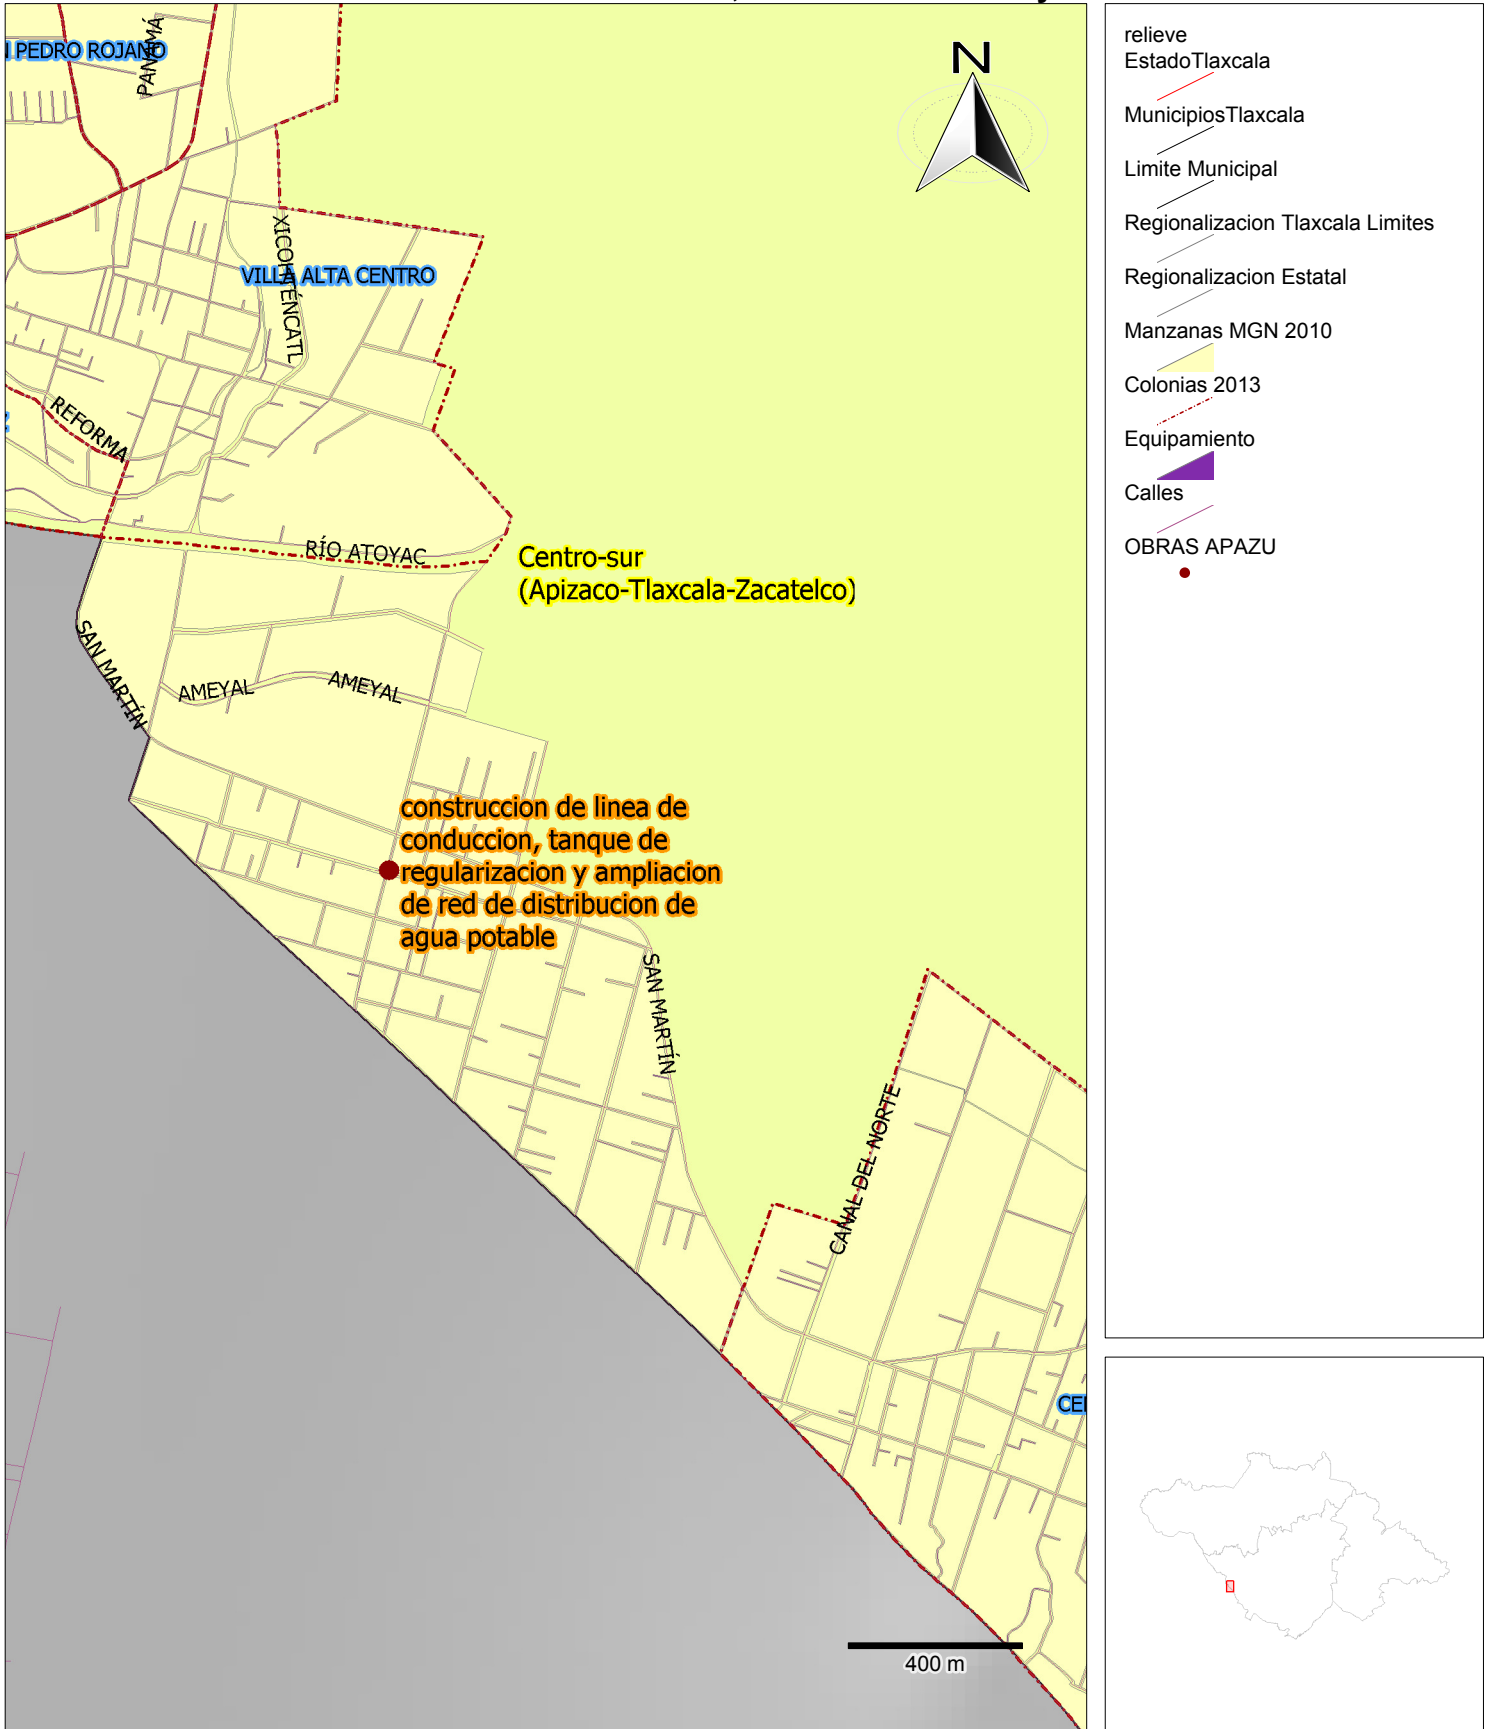 N PEDRO ROJANO
PANAMÁ
N
XICOHTÉNCATL
VILLA ALTA CENTRO
REFORMA
RÍO ATOYAC
Centro-sur
(Apizaco-Tlaxcala-Zacatelco)
SAN MARTÍN
AMEYAL
AMEYAL
construccion de linea de
conduccion, tanque de
regularizacion y ampliacion
de red de distribucion de
agua potable
SAN MARTÍN
CANAL DEL NORTE
CE
400 m
relieve
EstadoTlaxcala
MunicipiosTlaxcala
Limite Municipal
Regionalizacion Tlaxcala Limites
Regionalizacion Estatal
Manzanas MGN 2010
Colonias 2013
Equipamiento
Calles
OBRAS APAZU